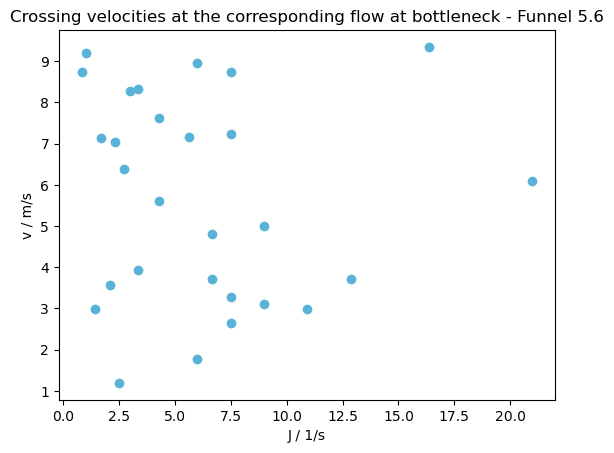 Crossing velocities at the corresponding flow at bottleneck - Funnel 5.6
9
8
7
6
5
4
3
2
1
v / m/s
0.0 2.5 5.0 7.5 10.0 12.5 15.0 17.5 20.0
J / 1/s